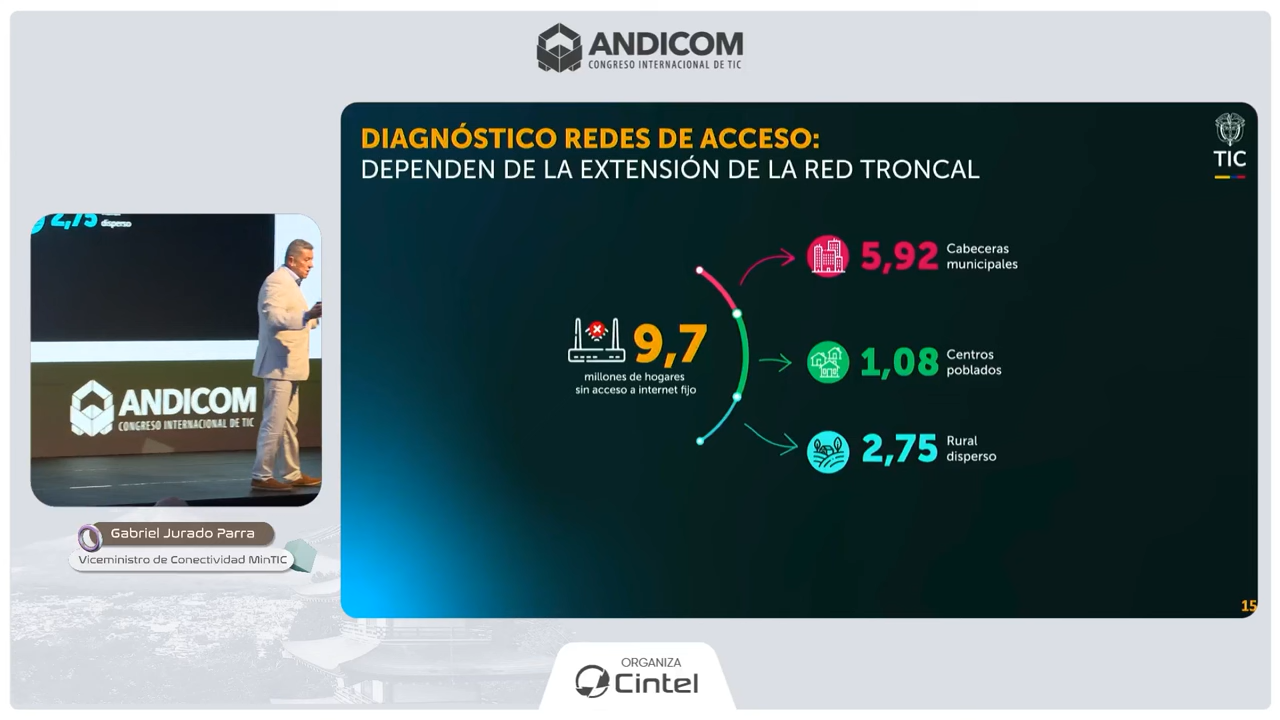 ANDICOM
CONGRESO INTERNACIONAL DE TIC
DIAGNÓSTICO REDES DE ACCESO:
DEPENDEN DE LA EXTENSIÓN DE LA RED TRONCAL
TIC
5,92
Cabeceras
municipales
9,7
millones de hogares
sin acceso a internet fijo
1,08
Centros
poblados
2,75
Rural
disperso
15
2,75
disperso
ANDICOM
CONGRESO INTERNACIONAL DE TIC
Gabriel Jurado Parra
Viceministro de Conectividad MinTIC
ORGANIZA
Cintel